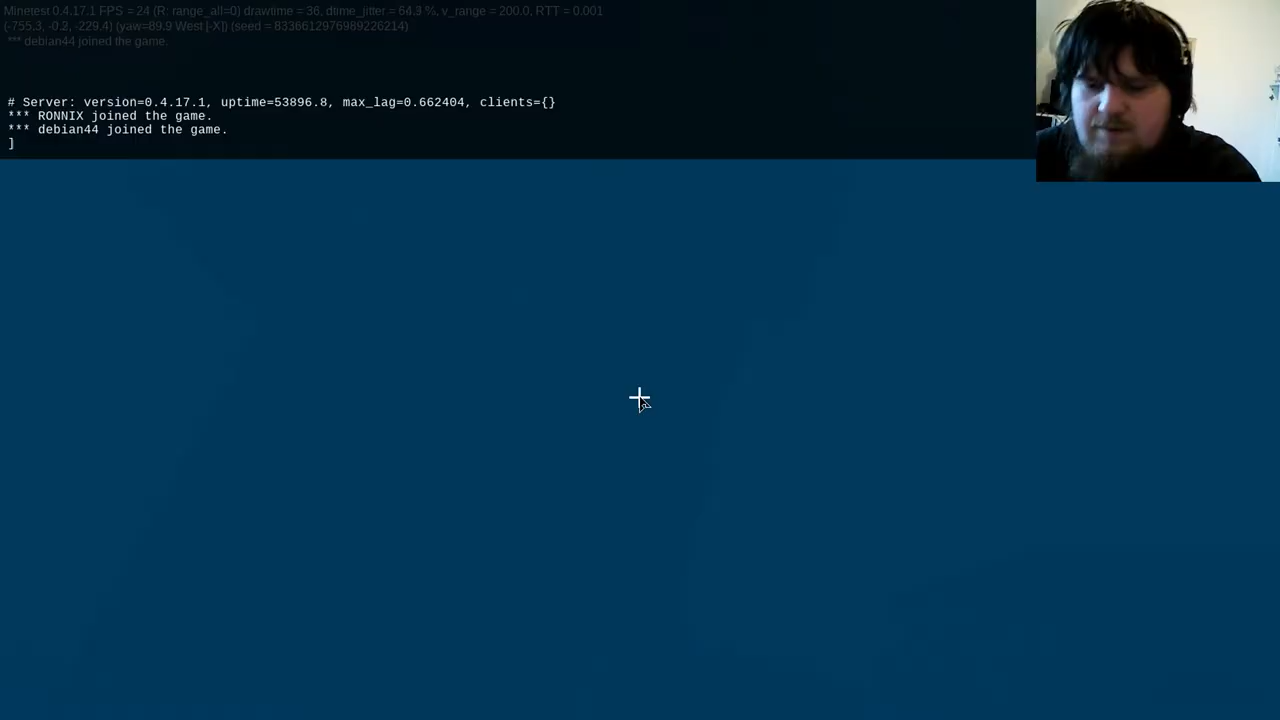 Minetest 0.4.17.1 FPS = 24 (R: range_all=0) drawtime = 36, dtime_jitter = 64.3 %, v_range = 200.0, RTT = 0.001
(-755.3, -0.2, -229.4) (yaw=89.9 West [-X]) (seed = 8336612976989226214)
*** debian44 joined the game.
# Server: version=0.4.17.1, uptime=53896.8, max_lag=0.662404, clients={}
*** RONNIX joined the game.
*** debian44 joined the game.
]